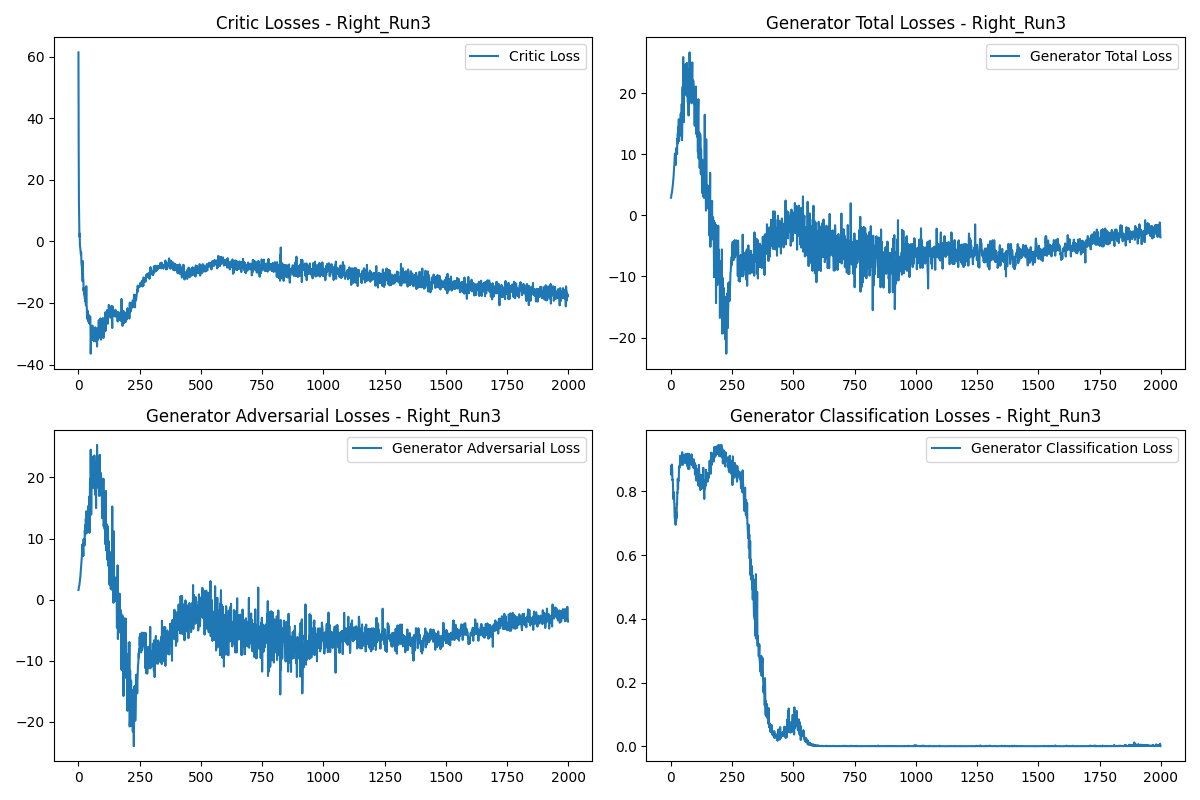 Critic Losses - Right_Run3
Critic Loss
60
40
20
0
−20
−40
0 250 500 750 1000 1250 1500 1750 2000
Generator Total Losses - Right_Run3
Generator Total Loss
20
10
0
−10
−20
0 250 500 750 1000 1250 1500 1750 2000
Generator Adversarial Losses - Right_Run3
Generator Adversarial Loss
20
10
0
−10
−20
0 250 500 750 1000 1250 1500 1750 2000
Generator Classification Losses - Right_Run3
Generator Classification Loss
0.8
0.6
0.4
0.2
0.0
0 250 500 750 1000 1250 1500 1750 2000